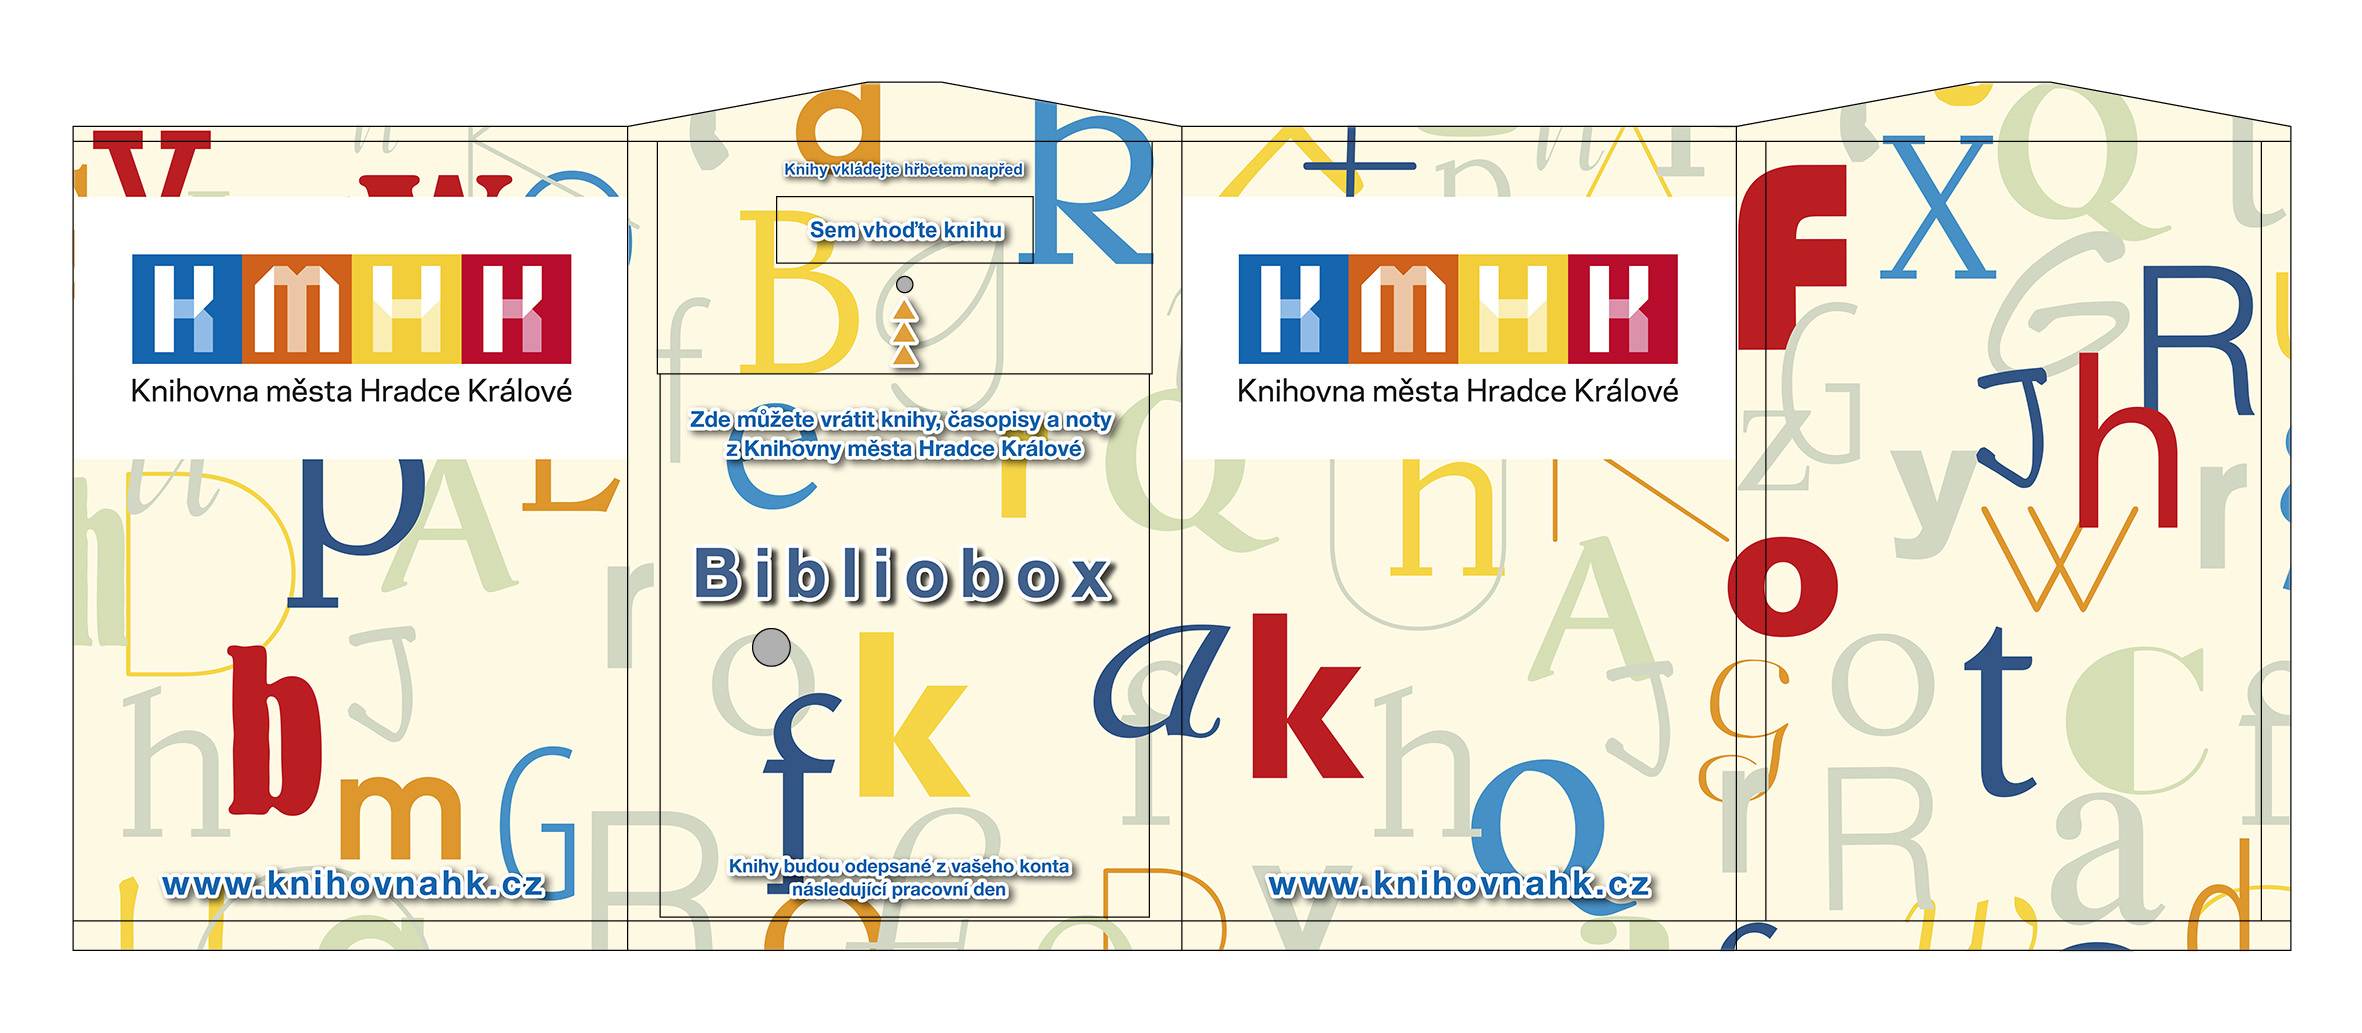 KMHK
Knihovna města Hradce Králové
www.knihovnahk.cz
Knihy vkládejte hřbetem napřed
Sem vhoďte knihu
Zde můžete vrátit knihy, časopisy a noty
z Knihovny města Hradce Králové
Bibliobox
Knihy budou odepsané z vašeho konta
následující pracovní den
KMHK
Knihovna města Hradce Králové
www.knihovnahk.cz